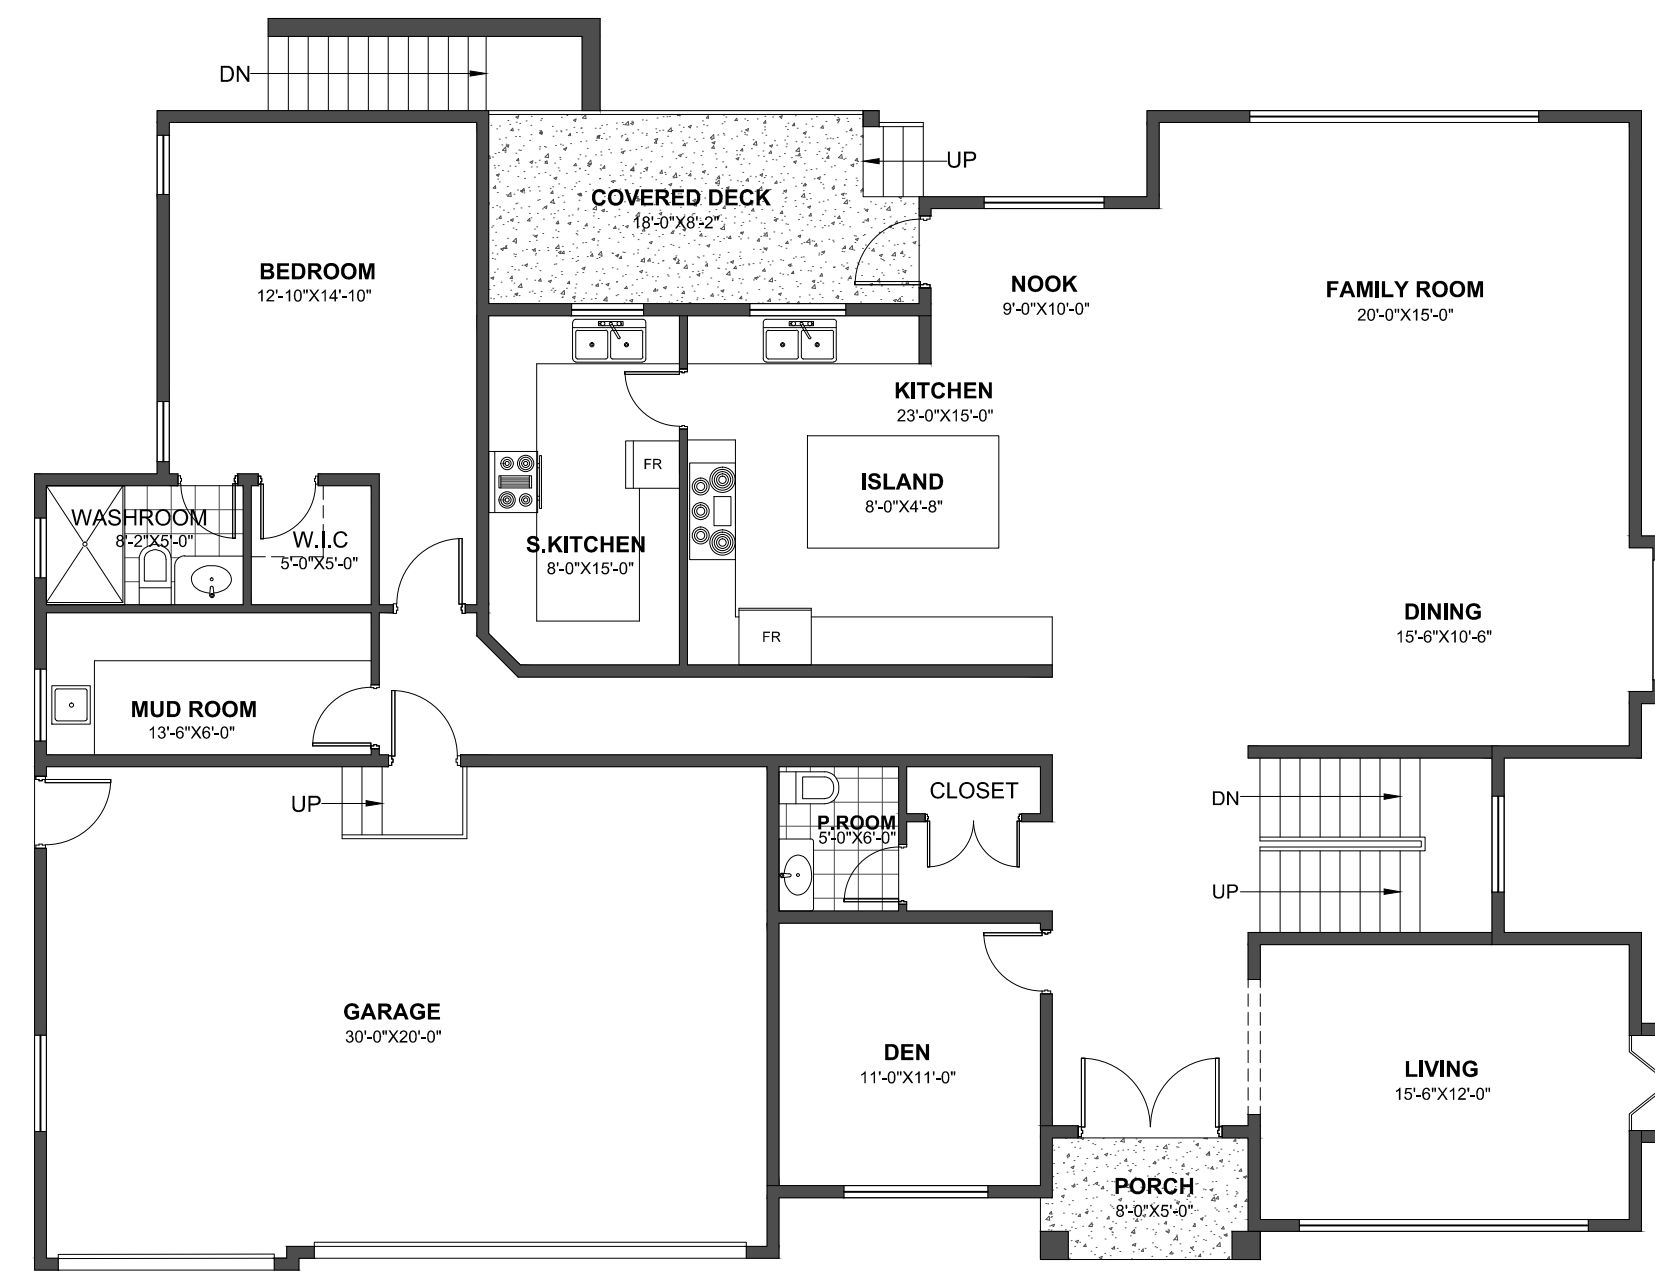 DN
UP
COVERED DECK
18'-0"X8'-2"
BEDROOM
12'-10"X14'-10"
NOOK
9'-0"X10'-0"
FAMILY ROOM
20'-0"X15'-0"
KITCHEN
23'-0"X15'-0"
FR
ISLAND
8'-0"X4'-8"
WASHROOM
8'-2"X5'-0"
W.I.C
5'-0"X5'-0"
S.KITCHEN
8'-0"X15'-0"
FR
DINING
15'-6"X10'-6"
MUD ROOM
13'-6"X6'-0"
UP
CLOSET
P.ROOM
5'-0"X6'-0"
DN
UP
GARAGE
30'-0"X20'-0"
DEN
11'-0"X11'-0"
LIVING
15'-6"X12'-0"
PORCH
8'-0"X5'-0"